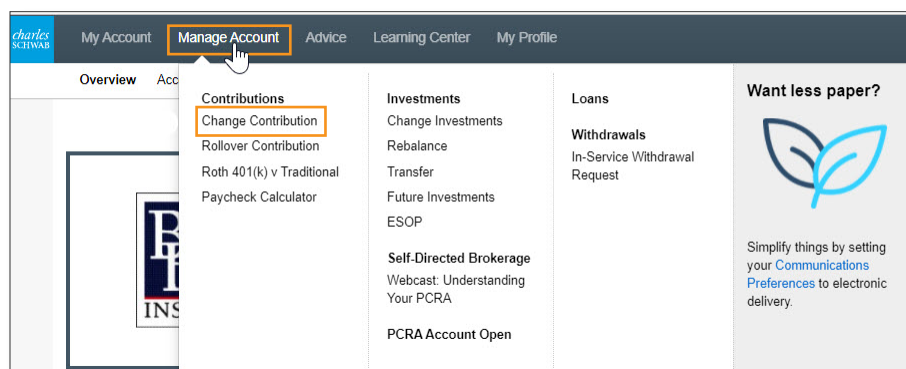 charles
SCHWAB
My Account
Manage Account
Advice
Learning Center
My Profile
Overview
Acc
Contributions
Change Contribution
Rollover Contribution
Roth 401(k) v Traditional
Paycheck Calculator
Investments
Change Investments
Rebalance
Transfer
Future Investments
ESOP
Self-Directed Brokerage
Webcast: Understanding
Your PCRA
PCRA Account Open
Loans
Withdrawals
In-Service Withdrawal
Request
Want less paper?
Simplify things by setting
your Communications
Preferences to electronic
delivery.
INS